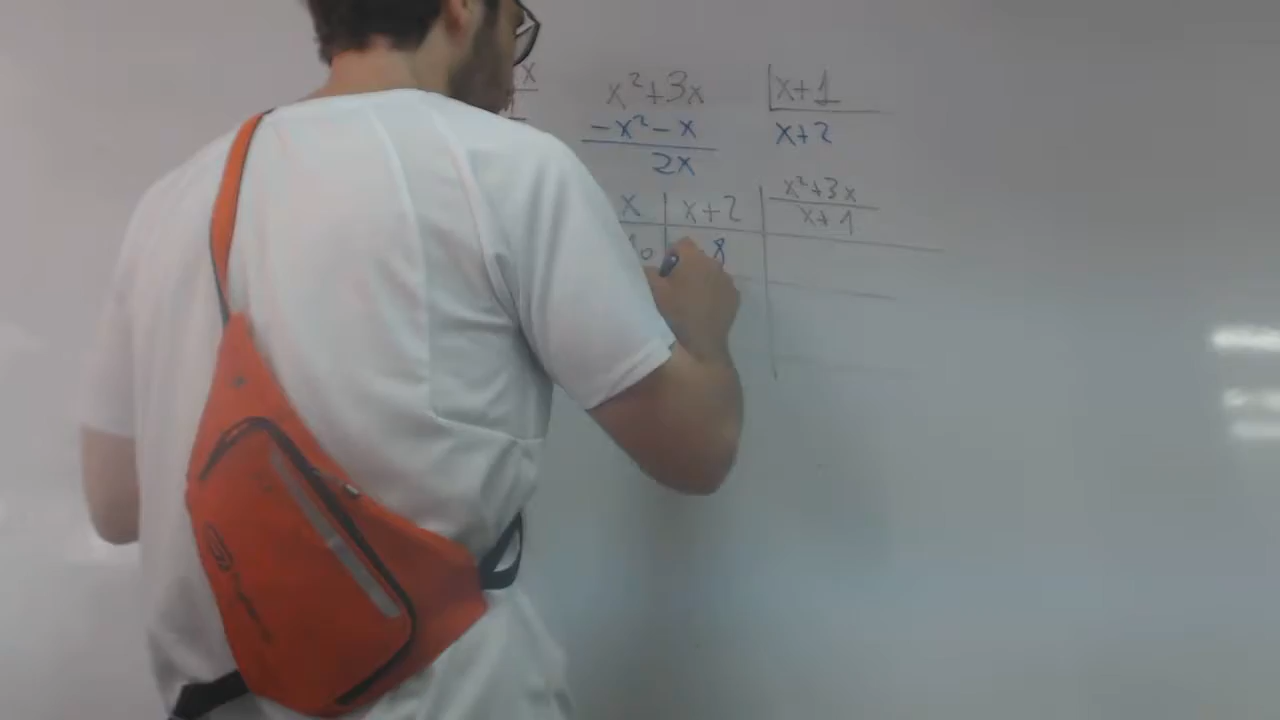 x
x²+3x x+1
-x²-x x+2
2x
x x+2 x²+3x
x+1
8